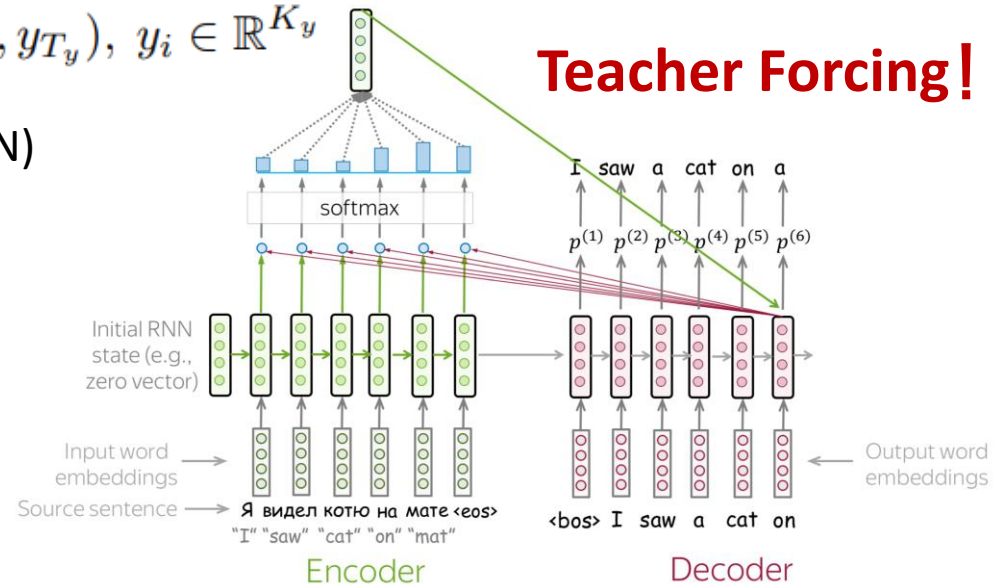 , y_{T_y}), y_i ∈ ℝ^{K_y}
Teacher Forcing!
N)
I saw a cat on a
softmax
p^{(1)} p^{(2)} p^{(3)} p^{(4)} p^{(5)} p^{(6)}
Initial RNN
state (e.g.,
zero vector)
Input word
embeddings
Output word
embeddings
Source sentence
Я видел котю на мате <eos>
"I" "saw" "cat" "on" "mat"
<bos> I saw a cat on
Encoder
Decoder